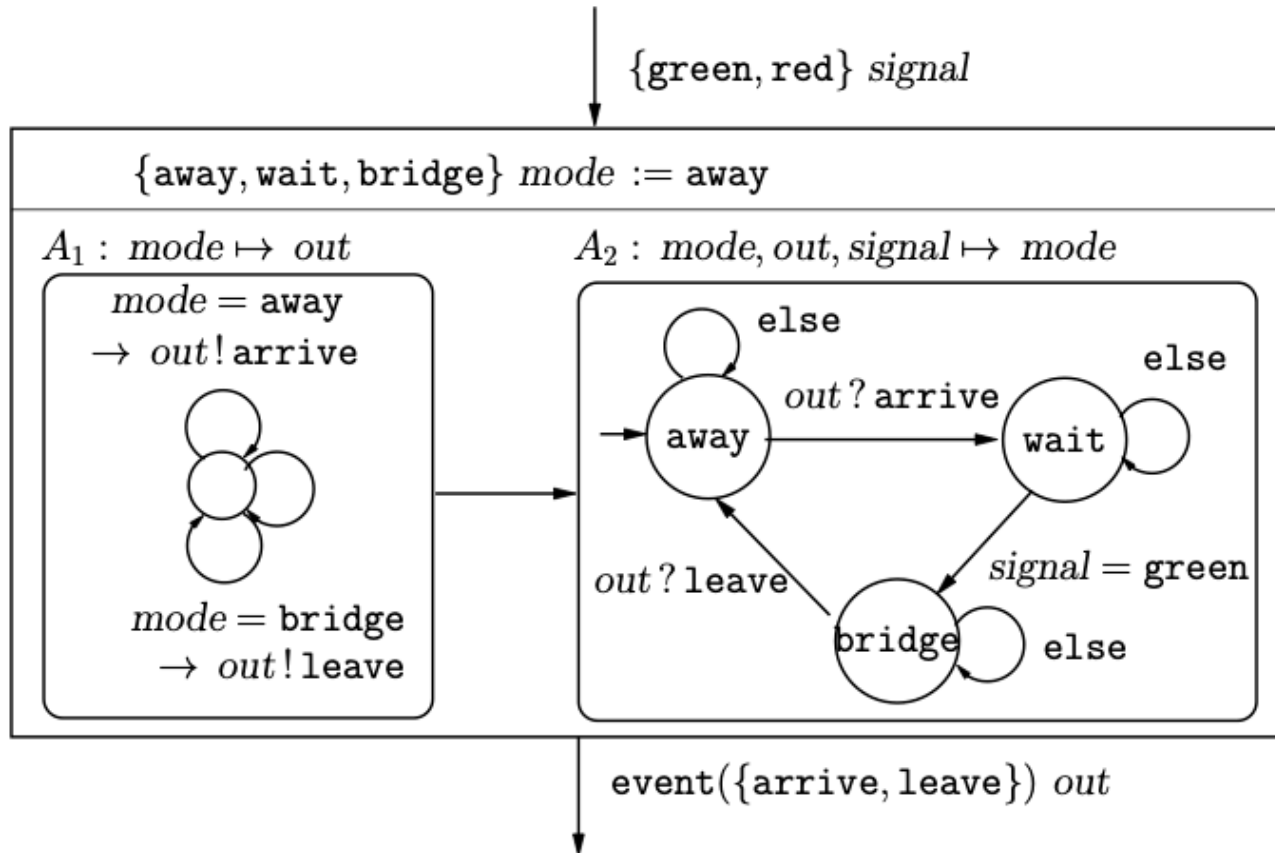 {green, red} signal
{away, wait, bridge} mode := away
A₁ : mode ↦ out
mode = away
→ out! arrive
mode = bridge
→ out! leave
A₂ : mode, out, signal ↦ mode
else
away
out? arrive
wait
else
signal = green
out? leave
bridge
else
event({arrive, leave}) out